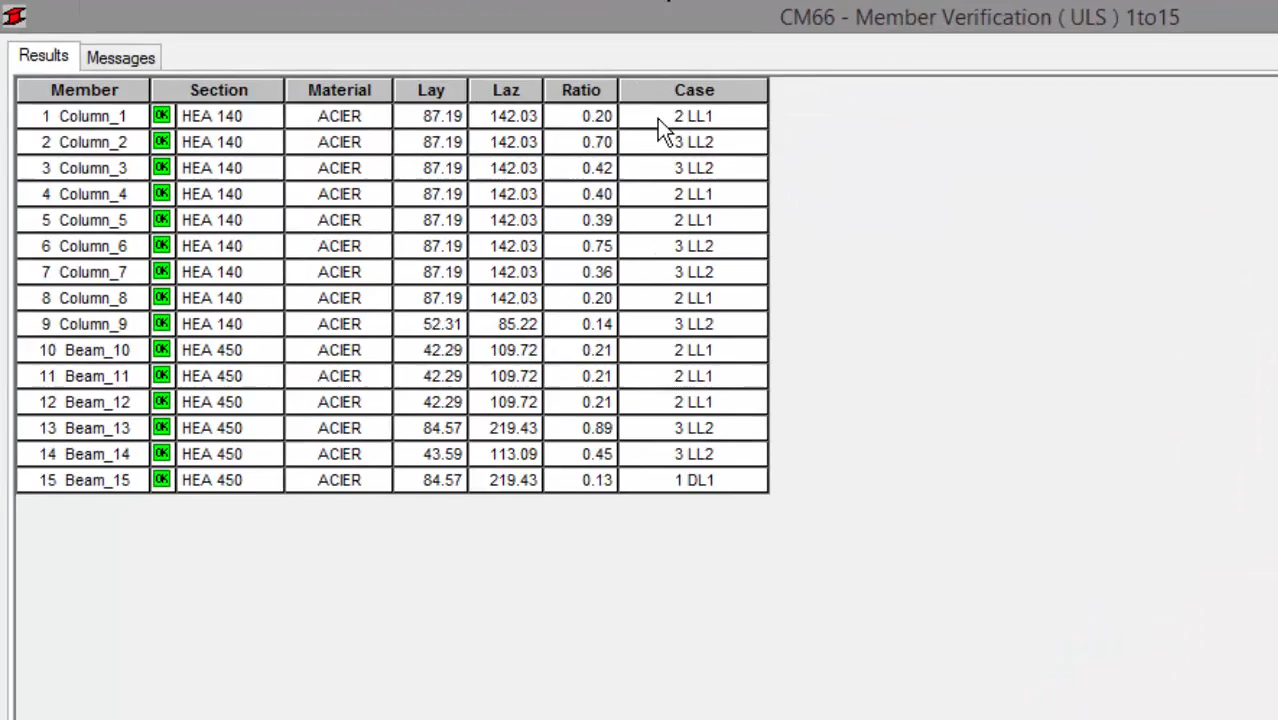 CM66 - Member Verification ( ULS ) 1to15
Results Messages
Member Section Material Lay Laz Ratio Case
1 Column_1 OK HEA 140 ACIER 87.19 142.03 0.20 2 LL1
2 Column_2 OK HEA 140 ACIER 87.19 142.03 0.70 3 LL2
3 Column_3 OK HEA 140 ACIER 87.19 142.03 0.42 3 LL2
4 Column_4 OK HEA 140 ACIER 87.19 142.03 0.40 2 LL1
5 Column_5 OK HEA 140 ACIER 87.19 142.03 0.39 2 LL1
6 Column_6 OK HEA 140 ACIER 87.19 142.03 0.75 3 LL2
7 Column_7 OK HEA 140 ACIER 87.19 142.03 0.36 3 LL2
8 Column_8 OK HEA 140 ACIER 87.19 142.03 0.20 2 LL1
9 Column_9 OK HEA 140 ACIER 52.31 85.22 0.14 3 LL2
10 Beam_10 OK HEA 450 ACIER 42.29 109.72 0.21 2 LL1
11 Beam_11 OK HEA 450 ACIER 42.29 109.72 0.21 2 LL1
12 Beam_12 OK HEA 450 ACIER 42.29 109.72 0.21 2 LL1
13 Beam_13 OK HEA 450 ACIER 84.57 219.43 0.89 3 LL2
14 Beam_14 OK HEA 450 ACIER 43.59 113.09 0.45 3 LL2
15 Beam_15 OK HEA 450 ACIER 84.57 219.43 0.13 1 DL1